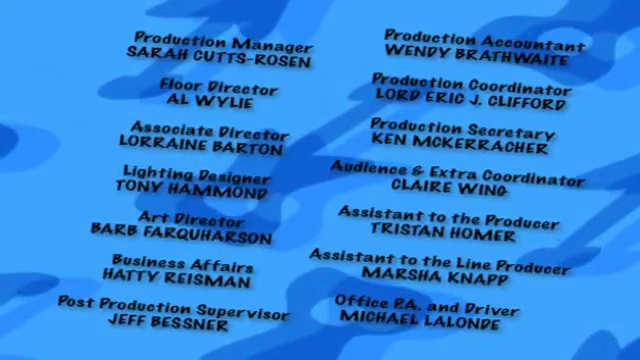 Production Manager
SARAH CUTTS-ROSEN
Floor Director
AL WYLIE
Associate Director
LORRAINE BARTON
Lighting Designer
TONY HAMMOND
Art Director
BARB FARQUHARSON
Business Affairs
HATTY REISMAN
Post Production Supervisor
JEFF BESSNER
Production Accountant
WENDY BRATHWAITE
Production Coordinator
LORD ERIC J. CLIFFORD
Production Secretary
KEN MCKERRACHER
Audience & Extra Coordinator
CLAIRE WING
Assistant to the Producer
TRISTAN HOMER
Assistant to the Line Producer
MARSHA KNAPP
Office P.A. and Driver
MICHAEL LALONDE